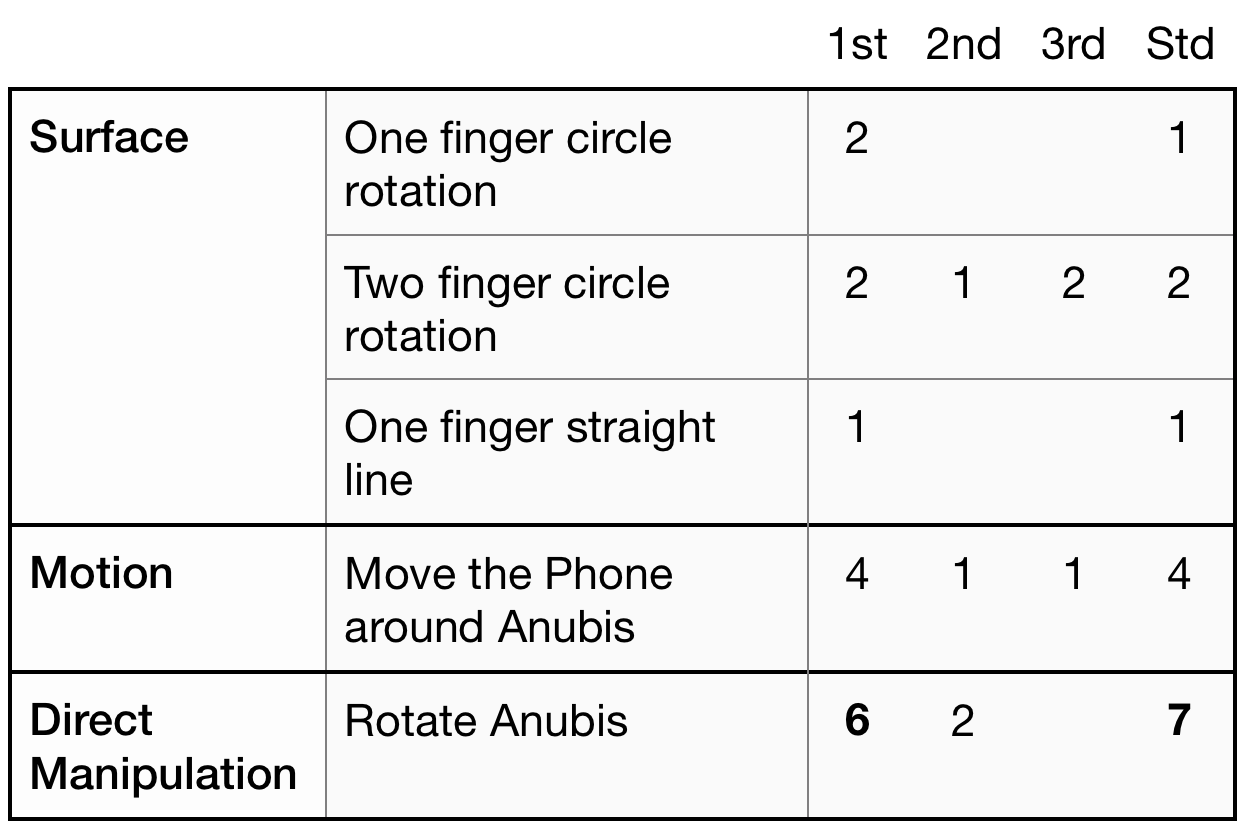 1st 2nd 3rd Std
Surface One finger circle 2 1
rotation
Two finger circle 2 1 2 2
rotation
One finger straight 1 1
line
Motion Move the Phone 4 1 1 4
around Anubis
Direct Rotate Anubis 6 2 7
Manipulation